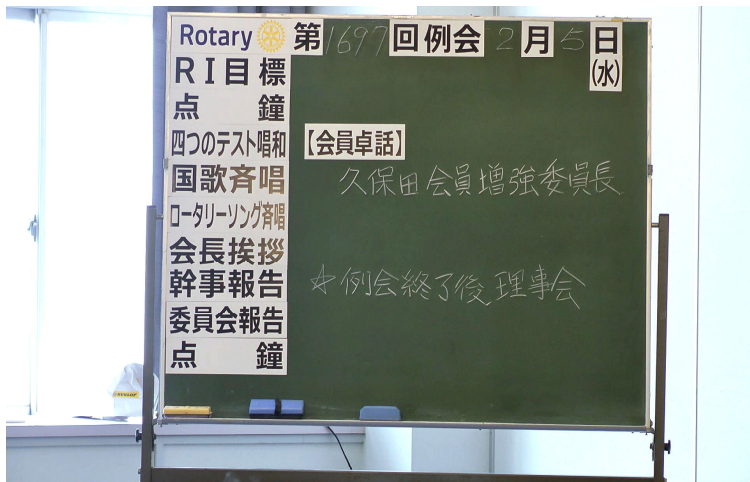 Rotary 第1697回例会 2月5日
(水)
RI目標
点鐘
四つのテスト唱和
【会員卓話】
国歌斉唱
久保田会員増強委員長
ロータリーソング斉唱
会長挨拶
幹事報告
☆例会終了後理事会
委員会報告
点鐘